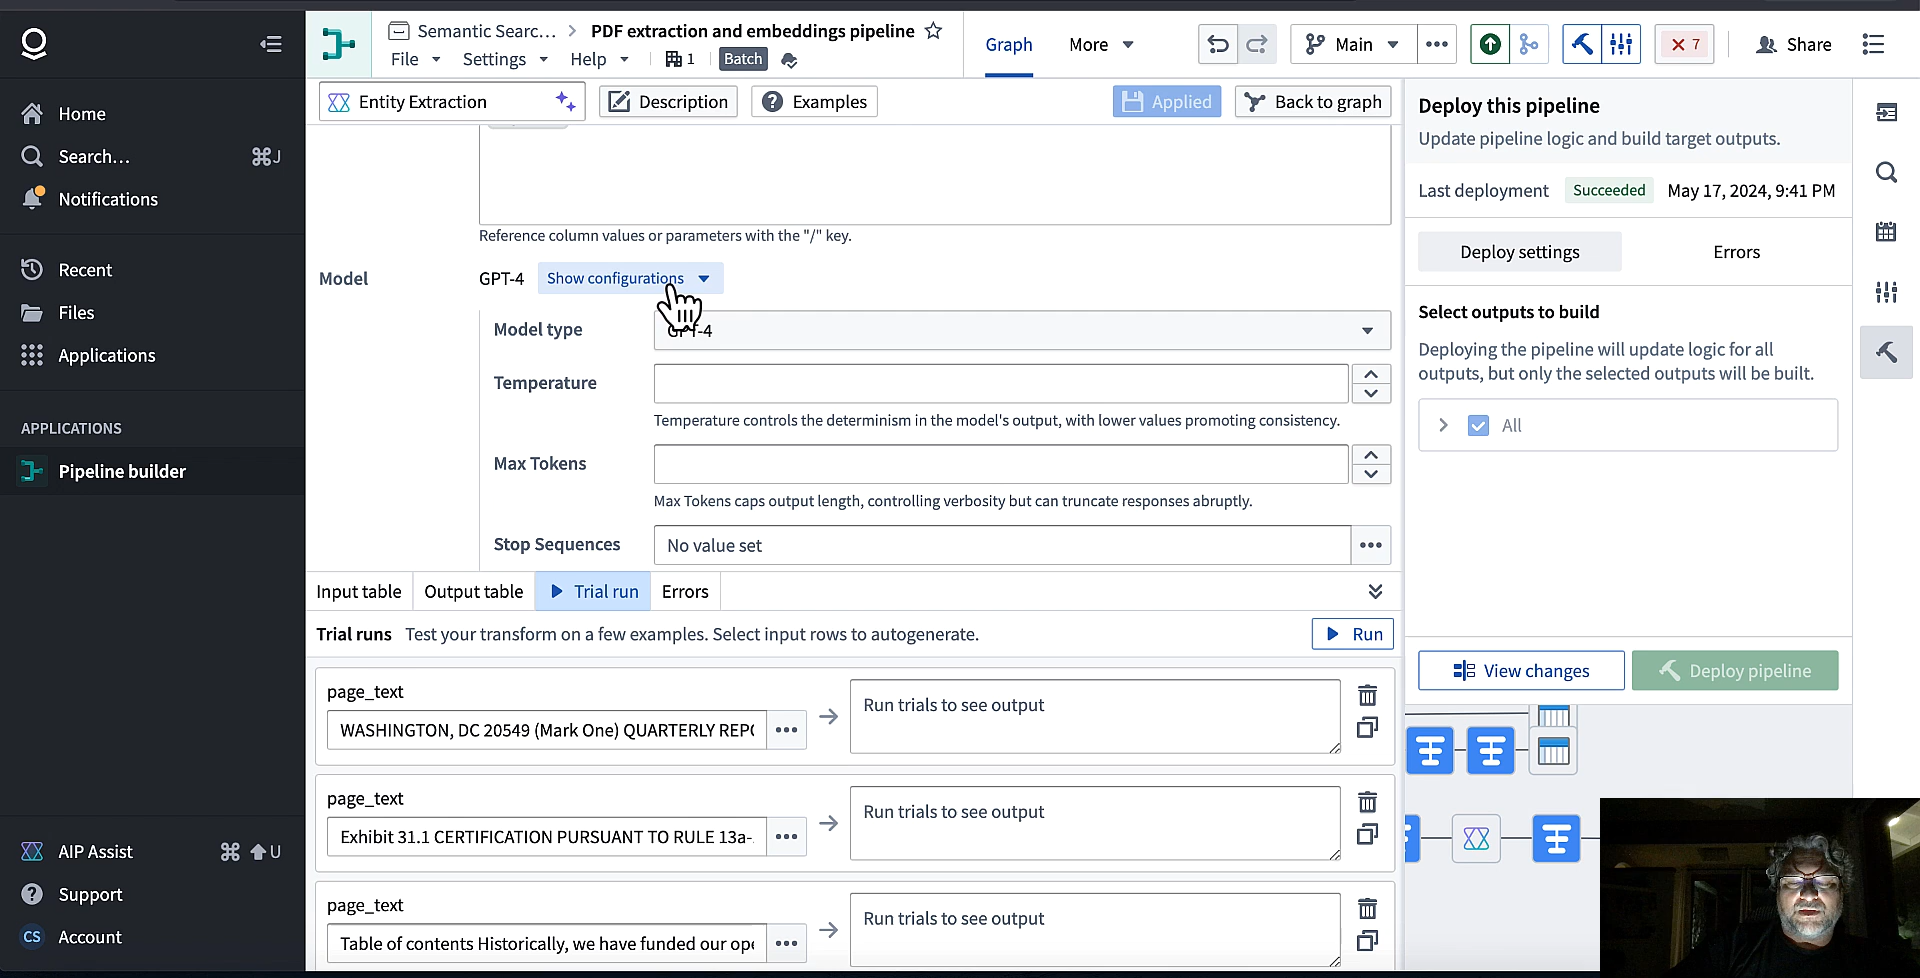 Semantic Searc... > PDF extraction and embeddings pipeline
File Settings Help 1 Batch
Graph
More
Main
7
Share
Home
Search... ⌘J
Notifications
Recent
Files
Applications
APPLICATIONS
Pipeline builder
AIP Assist ⌘ U
Support
CS Account
Entity Extraction
Description
Examples
Applied
Back to graph
Reference column values or parameters with the "/" key.
Model GPT-4 Show configurations
Model type GPT-4
Temperature
Temperature controls the determinism in the model's output, with lower values promoting consistency.
Max Tokens
Max Tokens caps output length, controlling verbosity but can truncate responses abruptly.
Stop Sequences No value set
Input table Output table Trial run Errors
Trial runs Test your transform on a few examples. Select input rows to autogenerate. Run
page_text
WASHINGTON, DC 20549 (Mark One) QUARTERLY REPO
Run trials to see output
page_text
Exhibit 31.1 CERTIFICATION PURSUANT TO RULE 13a-
Run trials to see output
page_text
Table of contents Historically, we have funded our ope
Run trials to see output
Deploy this pipeline
Update pipeline logic and build target outputs.
Last deployment Succeeded May 17, 2024, 9:41 PM
Deploy settings Errors
Select outputs to build
Deploying the pipeline will update logic for all
outputs, but only the selected outputs will be built.
All
View changes Deploy pipeline